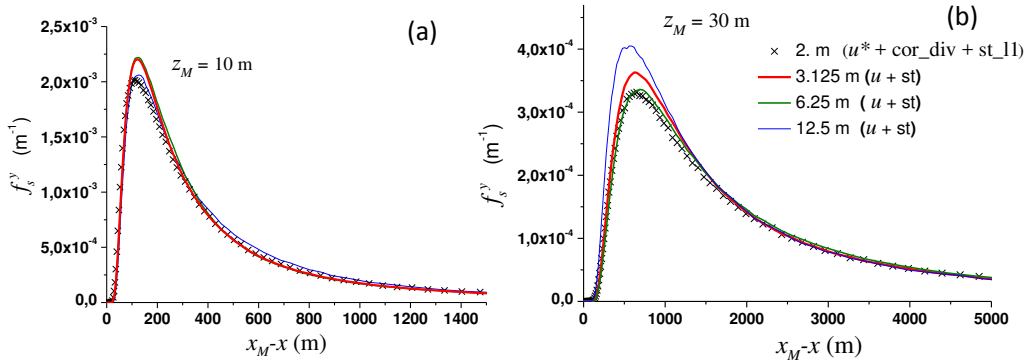 (a)
z_M = 10 m
f_s^y (m⁻¹)
2,5x10⁻³
2,0x10⁻³
1,5x10⁻³
1,0x10⁻³
5,0x10⁻⁴
0,0
0 200 400 600 800 1000 1200 1400
x_M-x (m)
(b)
z_M = 30 m
2. m (u* + cor_div + st_l1)
3.125 m (u + st)
6.25 m (u + st)
12.5 m (u + st)
f_s^y (m⁻¹)
4,0x10⁻⁴
3,0x10⁻⁴
2,0x10⁻⁴
1,0x10⁻⁴
0,0
0 1000 2000 3000 4000 5000
x_M-x (m)